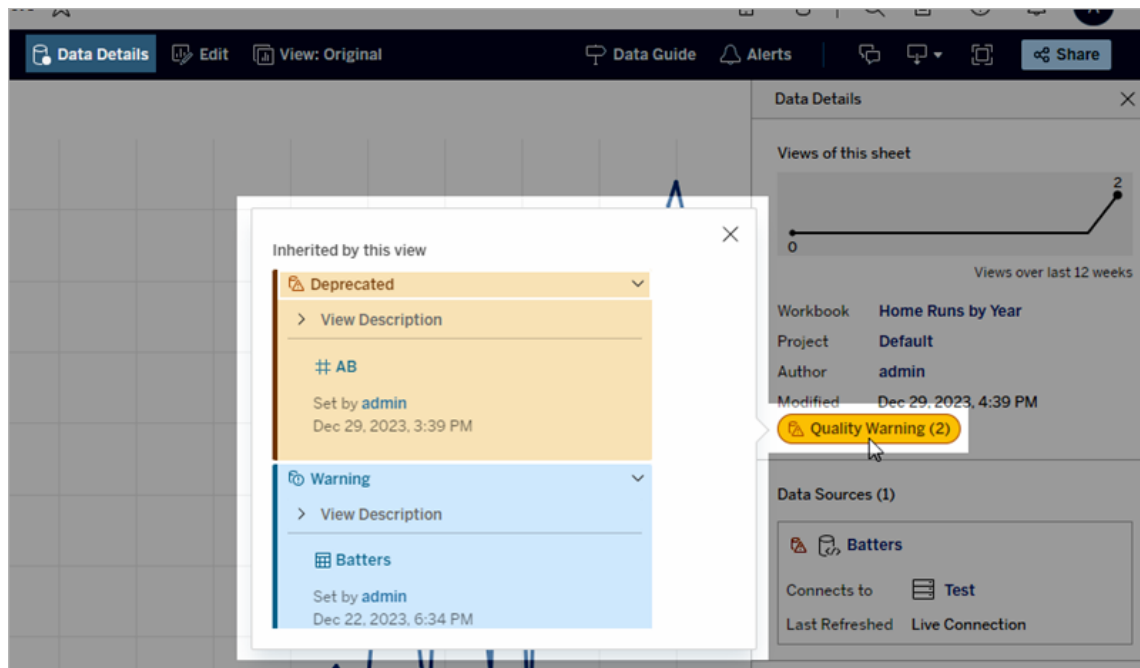 Data Details
Edit
View: Original
Data Guide
Alerts
Share
Data Details
Views of this sheet
2
0
Views over last 12 weeks
Workbook Home Runs by Year
Project Default
Author admin
Modified Dec 29, 2023, 4:39 PM
Quality Warning (2)
Data Sources (1)
Batters
Connects to Test
Last Refreshed Live Connection
Inherited by this view
Deprecated
View Description
AB
Set by admin
Dec 29, 2023, 3:39 PM
Warning
View Description
Batters
Set by admin
Dec 22, 2023, 6:34 PM